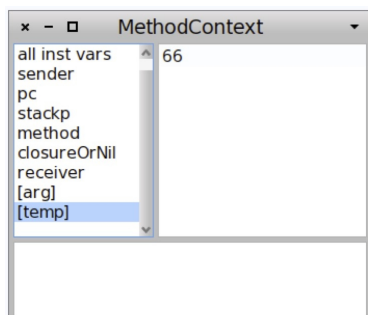 MethodContext
all inst vars
66
sender
pc
stackp
method
closureOrNil
receiver
[arg]
[temp]